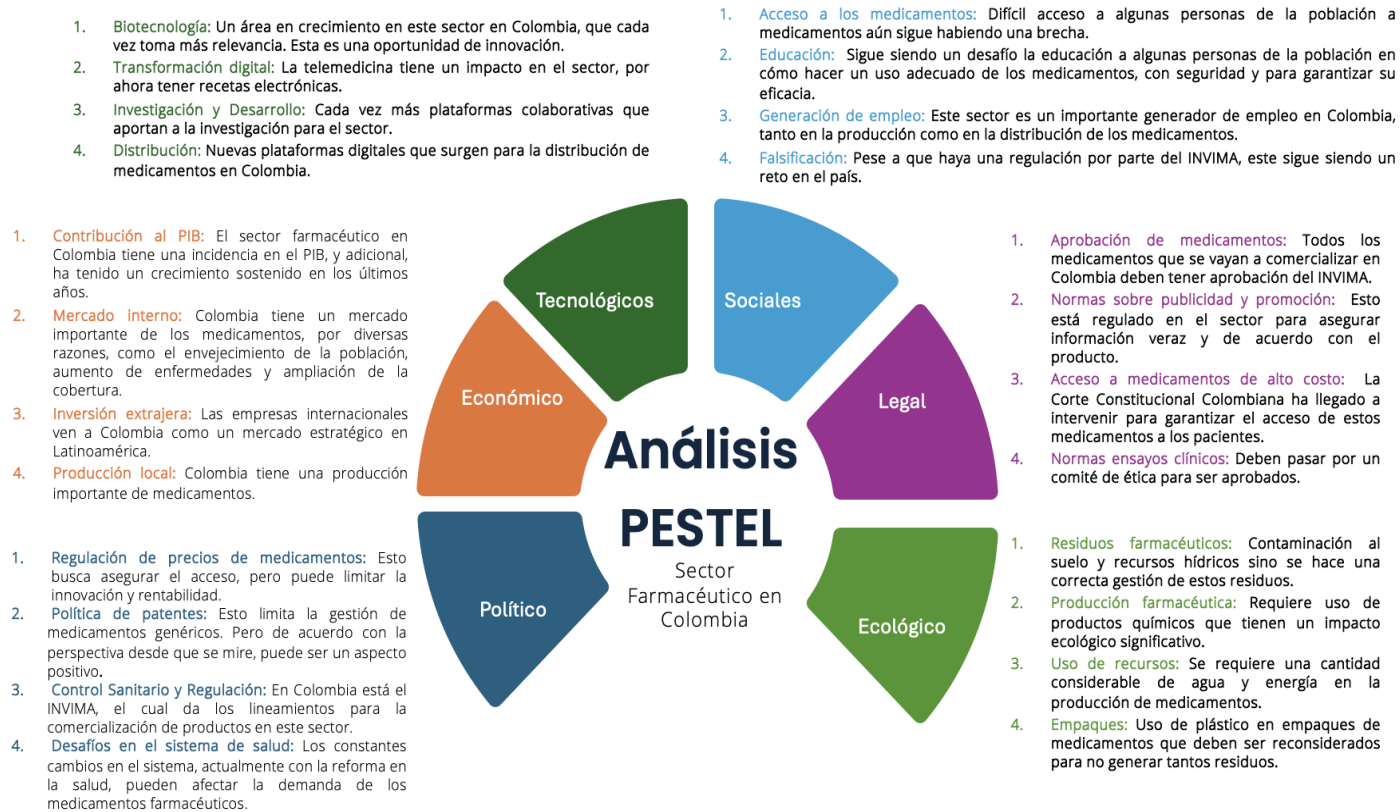 1. Biotecnología: Un área en crecimiento en este sector en Colombia, que cada
vez toma más relevancia. Esta es una oportunidad de innovación.
2. Transformación digital: La telemedicina tiene un impacto en el sector, por
ahora tener recetas electrónicas.
3. Investigación y Desarrollo: Cada vez más plataformas colaborativas que
aportan a la investigación para el sector.
4. Distribución: Nuevas plataformas digitales que surgen para la distribución de
medicamentos en Colombia.
1. Acceso a los medicamentos: Difícil acceso a algunas personas de la población a
medicamentos aún sigue habiendo una brecha.
2. Educación: Sigue siendo un desafío la educación a algunas personas de la población en
cómo hacer un uso adecuado de los medicamentos, con seguridad y para garantizar su
eficacia.
3. Generación de empleo: Este sector es un importante generador de empleo en Colombia,
tanto en la producción como en la distribución de los medicamentos.
4. Falsificación: Pese a que haya una regulación por parte del INVIMA, este sigue siendo un
reto en el país.
1. Contribución al PIB: El sector farmacéutico en
Colombia tiene una incidencia en el PIB, y adicional,
ha tenido un crecimiento sostenido en los últimos
años.
2. Mercado interno: Colombia tiene un mercado
importante de los medicamentos, por diversas
razones, como el envejecimiento de la población,
aumento de enfermedades y ampliación de la
cobertura.
3. Inversión extrajera: Las empresas internacionales
ven a Colombia como un mercado estratégico en
Latinoamérica.
4. Producción local: Colombia tiene una producción
importante de medicamentos.
1. Regulación de precios de medicamentos: Esto
busca asegurar el acceso, pero puede limitar la
innovación y rentabilidad.
2. Política de patentes: Esto limita la gestión de
medicamentos genéricos. Pero de acuerdo con la
perspectiva desde que se mire, puede ser un aspecto
positivo.
3. Control Sanitario y Regulación: En Colombia está el
INVIMA, el cual da los lineamientos para la
comercialización de productos en este sector.
4. Desafíos en el sistema de salud: Los constantes
cambios en el sistema, actualmente con la reforma en
la salud, pueden afectar la demanda de los
medicamentos farmacéuticos.
Tecnológicos
Sociales
Económico
Legal
Político
Ecológico
Análisis
PESTEL
Sector
Farmacéutico en
Colombia
1. Aprobación de medicamentos: Todos los
medicamentos que se vayan a comercializar en
Colombia deben tener aprobación del INVIMA.
2. Normas sobre publicidad y promoción: Esto
está regulado en el sector para asegurar
información veraz y de acuerdo con el
producto.
3. Acceso a medicamentos de alto costo: La
Corte Constitucional Colombiana ha llegado a
intervenir para garantizar el acceso de estos
medicamentos a los pacientes.
4. Normas ensayos clínicos: Deben pasar por un
comité de ética para ser aprobados.
1. Residuos farmacéuticos: Contaminación al
suelo y recursos hídricos sino se hace una
correcta gestión de estos residuos.
2. Producción farmacéutica: Requiere uso de
productos químicos que tienen un impacto
ecológico significativo.
3. Uso de recursos: Se requiere una cantidad
considerable de agua y energía en la
producción de medicamentos.
4. Empaques: Uso de plástico en empaques de
medicamentos que deben ser reconsiderados
para no generar tantos residuos.